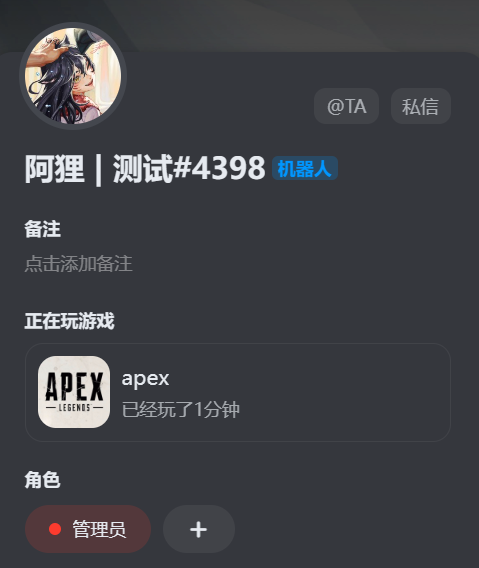 @TA 私信
阿狸 | 测试#4398 机器人
备注
点击添加备注
正在玩游戏
APEX
LEGENDS
apex
已经玩了1分钟
角色
管理员 +